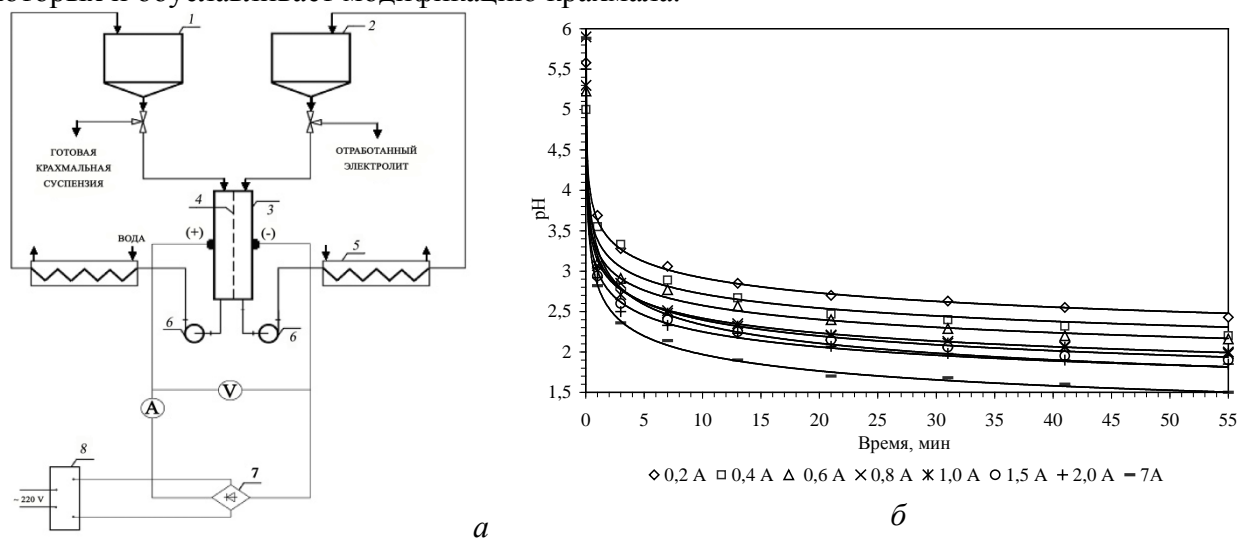 которых и обуславливает модификацию крахмала.
1
2
ГОТОВАЯ
КРАХМАЛЬНАЯ
СУСПЕНЗИЯ
ОТРАБОТАННЫЙ
ЭЛЕКТРОЛИТ
4
3
(+)
(-)
ВОДА
5
6
6
A
V
8
7
~ 220 V
а
6
5,5
5
4,5
4
3,5
3
2,5
2
1,5
pH
0 5 10 15 20 25 30 35 40 45 50 55
Время, мин
0,2 А 0,4 А 0,6 А 0,8 А 1,0 А 1,5 А 2,0 А 7А
б